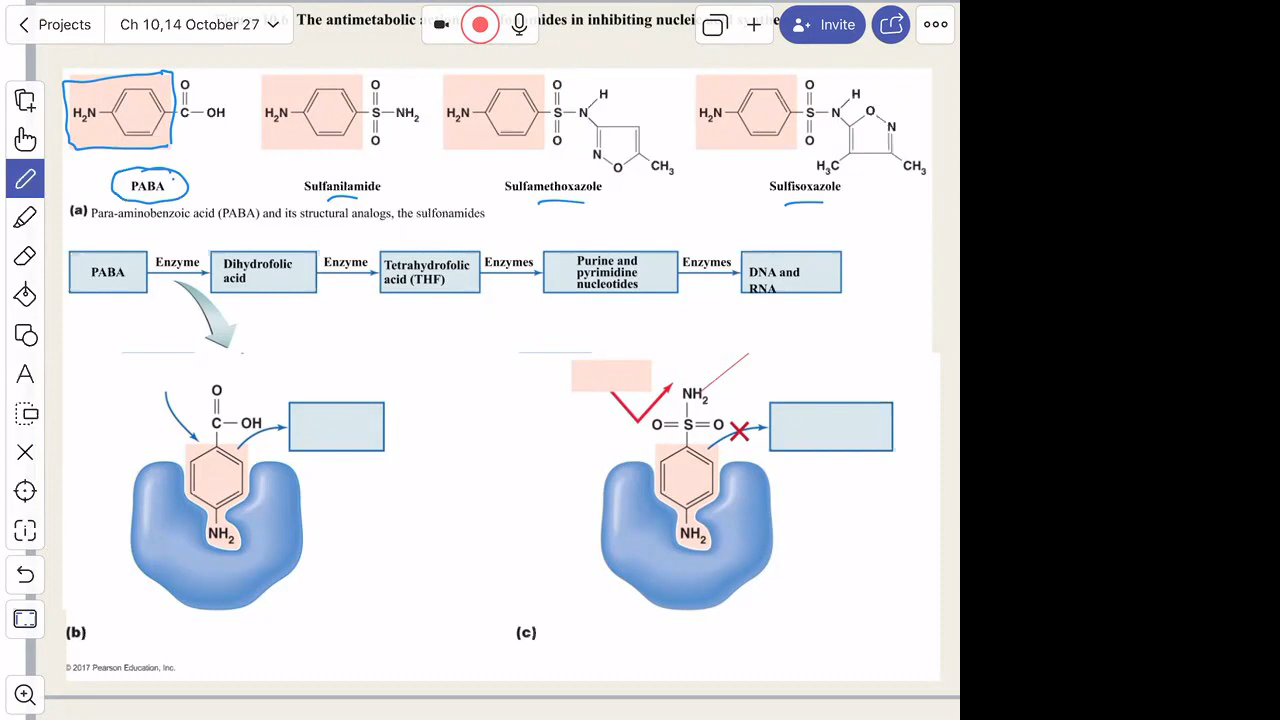 Projects
Ch 10,14 October 27
Invite
The antimetabolic
in inhibiting
H₂N
O
C
OH
PABA
H₂N
O
S
NH₂
O
Sulfanilamide
H₂N
O
S
O
H
N
N
O
CH₃
Sulfamethoxazole
H₂N
O
S
O
H
N
O
N
H₃C
CH₃
Sulfisoxazole
(a) Para-aminobenzoic acid (PABA) and its structural analogs, the sulfonamides
PABA
Enzyme
Dihydrofolic
acid
Enzyme
Tetrahydrofolic
acid (THF)
Enzymes
Purine and
pyrimidine
nucleotides
Enzymes
DNA and
RNA
O
C
OH
NH₂
(b)
NH₂
O=S=O
NH₂
(c)
© 2017 Pearson Education, Inc.
A